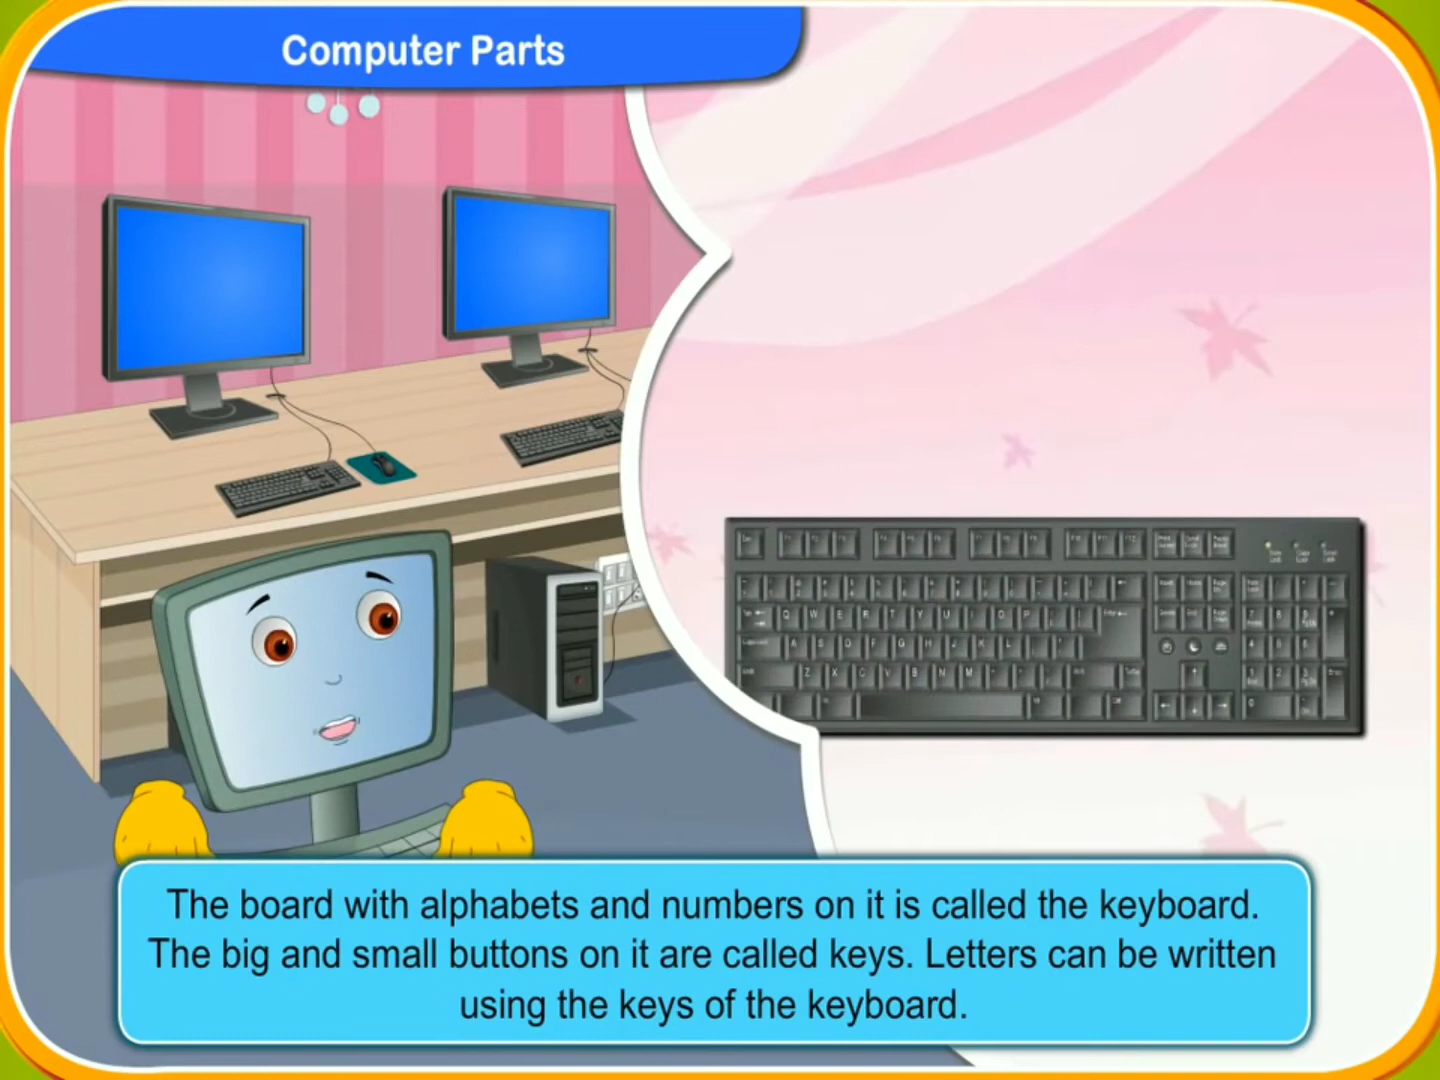 Computer Parts
The board with alphabets and numbers on it is called the keyboard.
The big and small buttons on it are called keys. Letters can be written
using the keys of the keyboard.
Q W E R T Y U I O P
A S D F G H J K L
Z X C V B N M